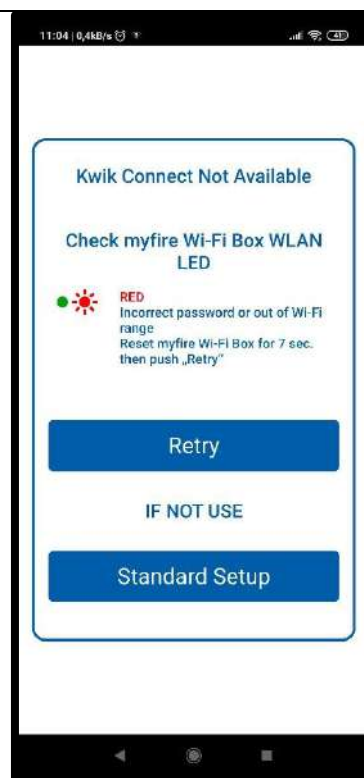 11:04 | 0,4kB/s
41
Kwik Connect Not Available
Check myfire Wi-Fi Box WLAN
LED
RED
Incorrect password or out of Wi-Fi
range
Reset myfire Wi-Fi Box for 7 sec.
then push „Retry"
Retry
IF NOT USE
Standard Setup